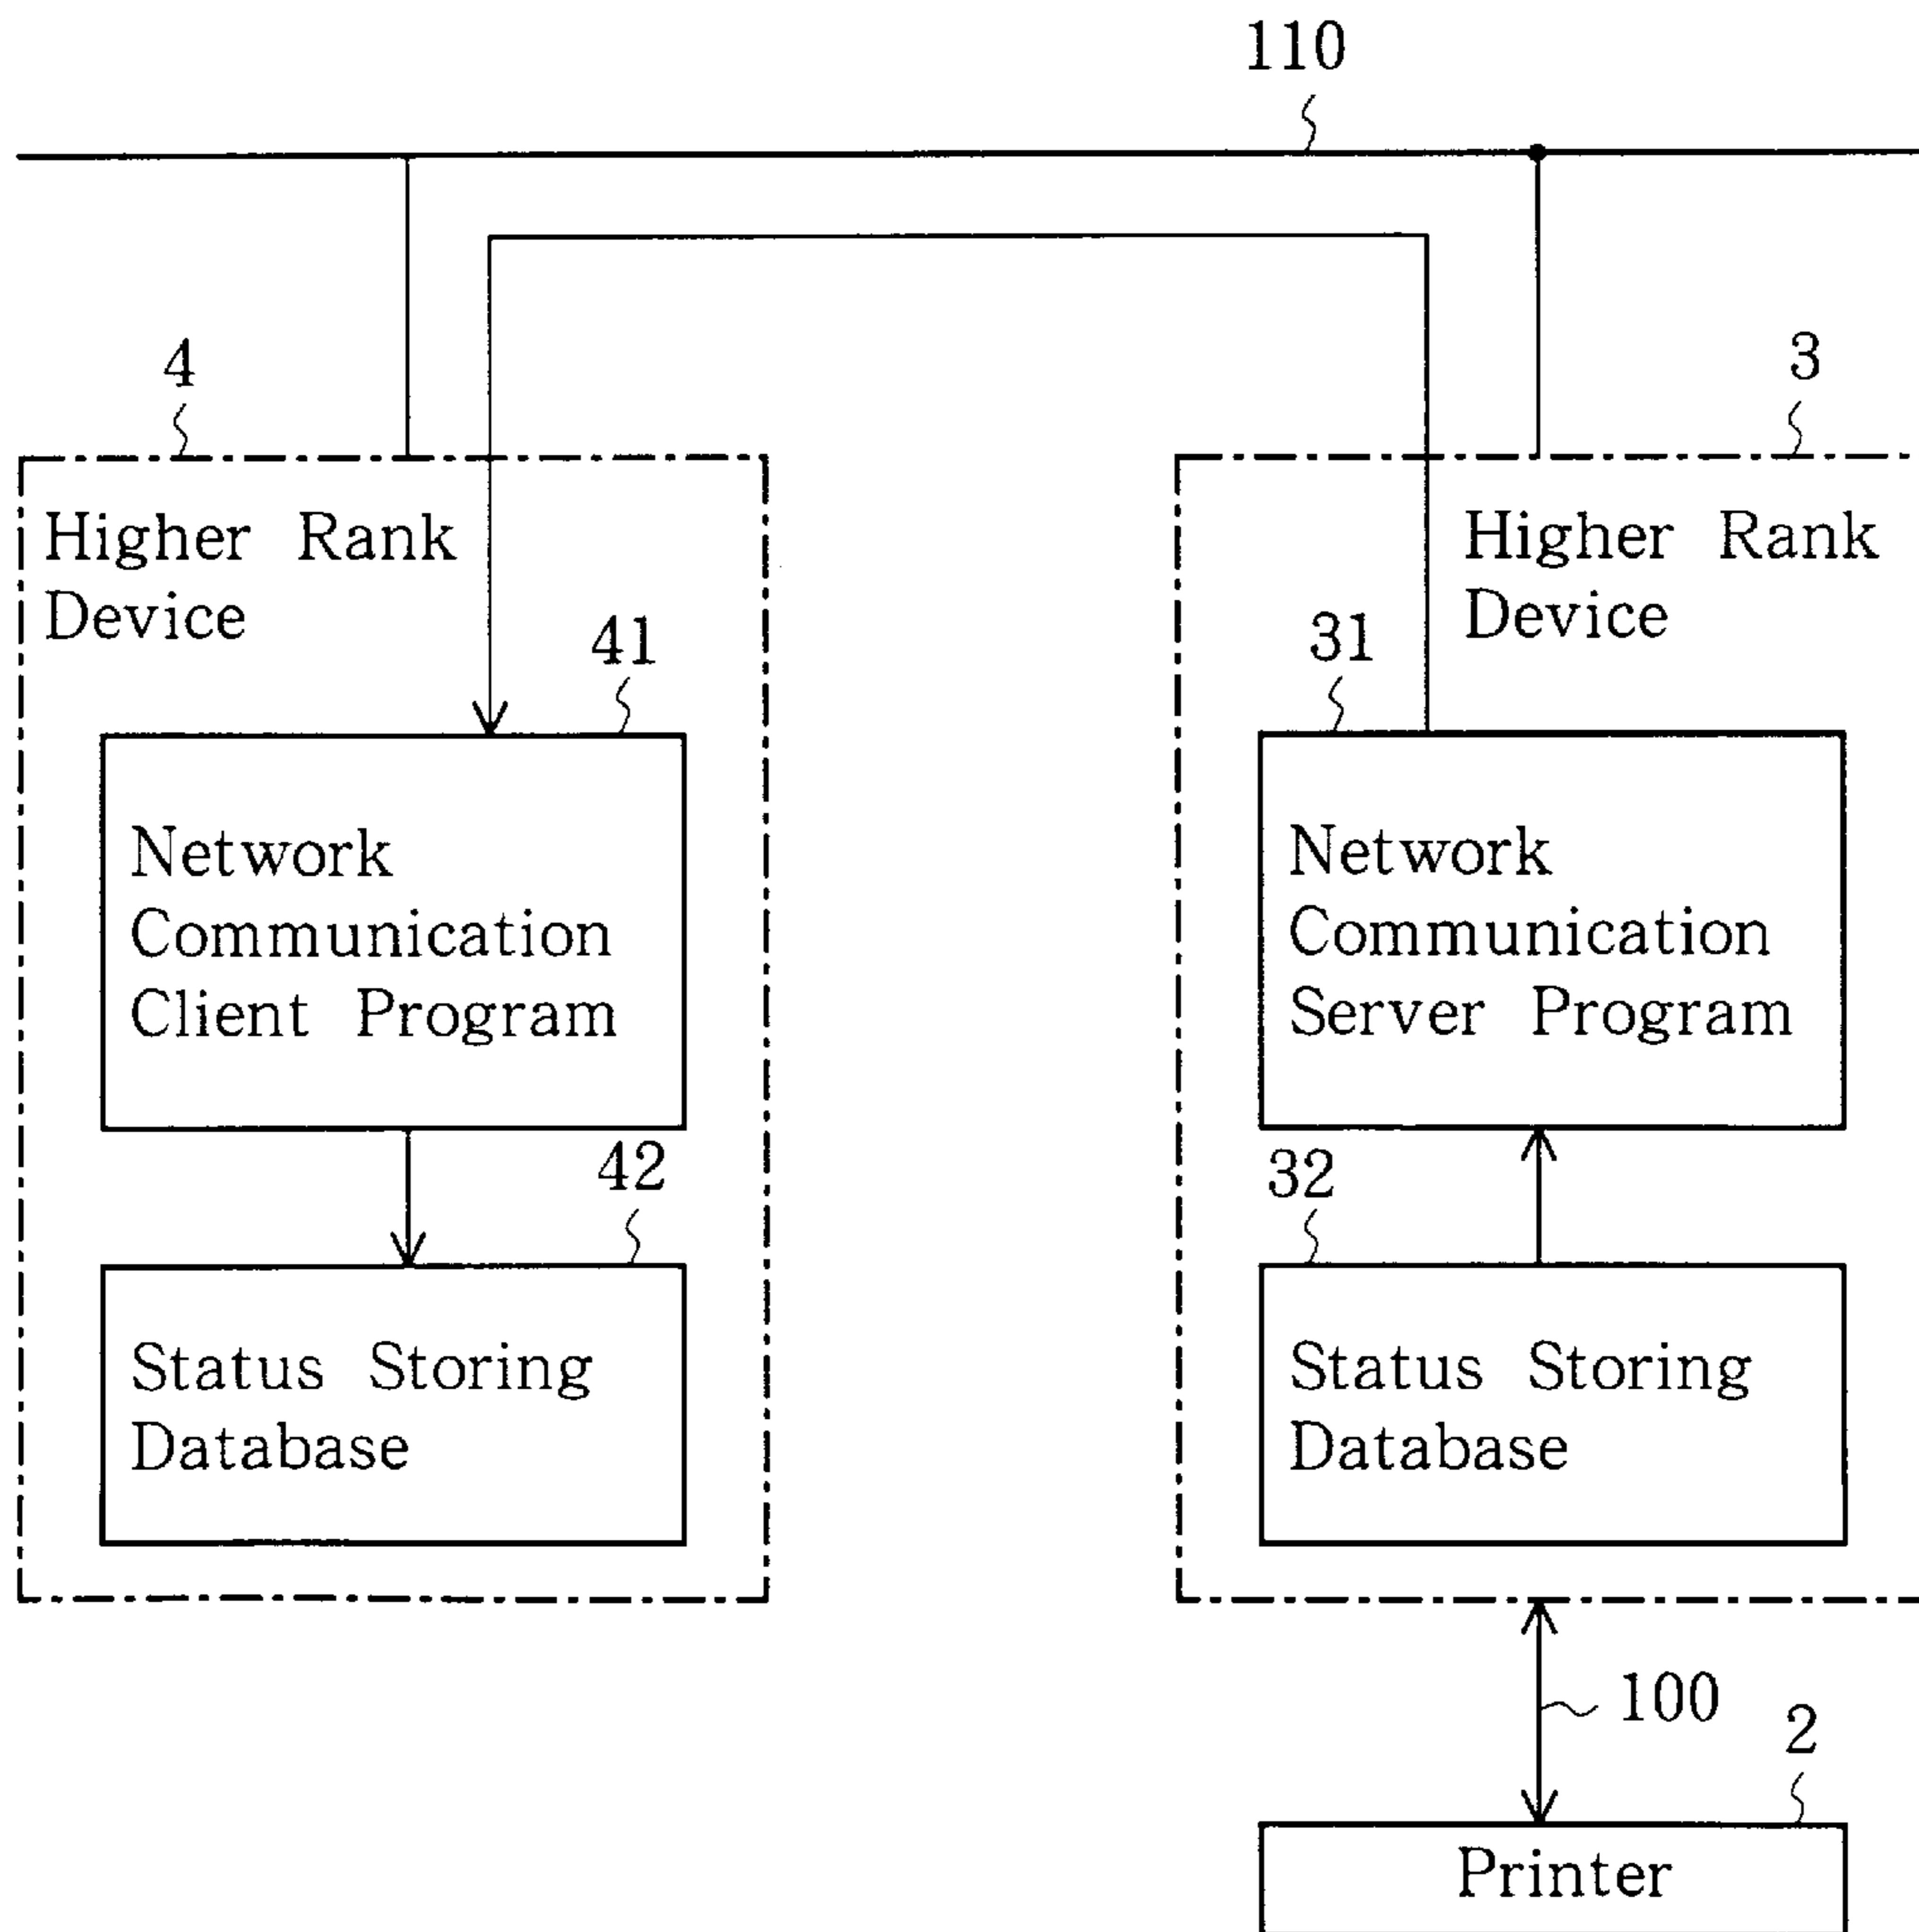 110
4
3
Higher Rank
Device
Higher Rank
Device
41
31
Network
Communication
Client Program
Network
Communication
Server Program
42
32
Status Storing
Database
Status Storing
Database
100
2
Printer